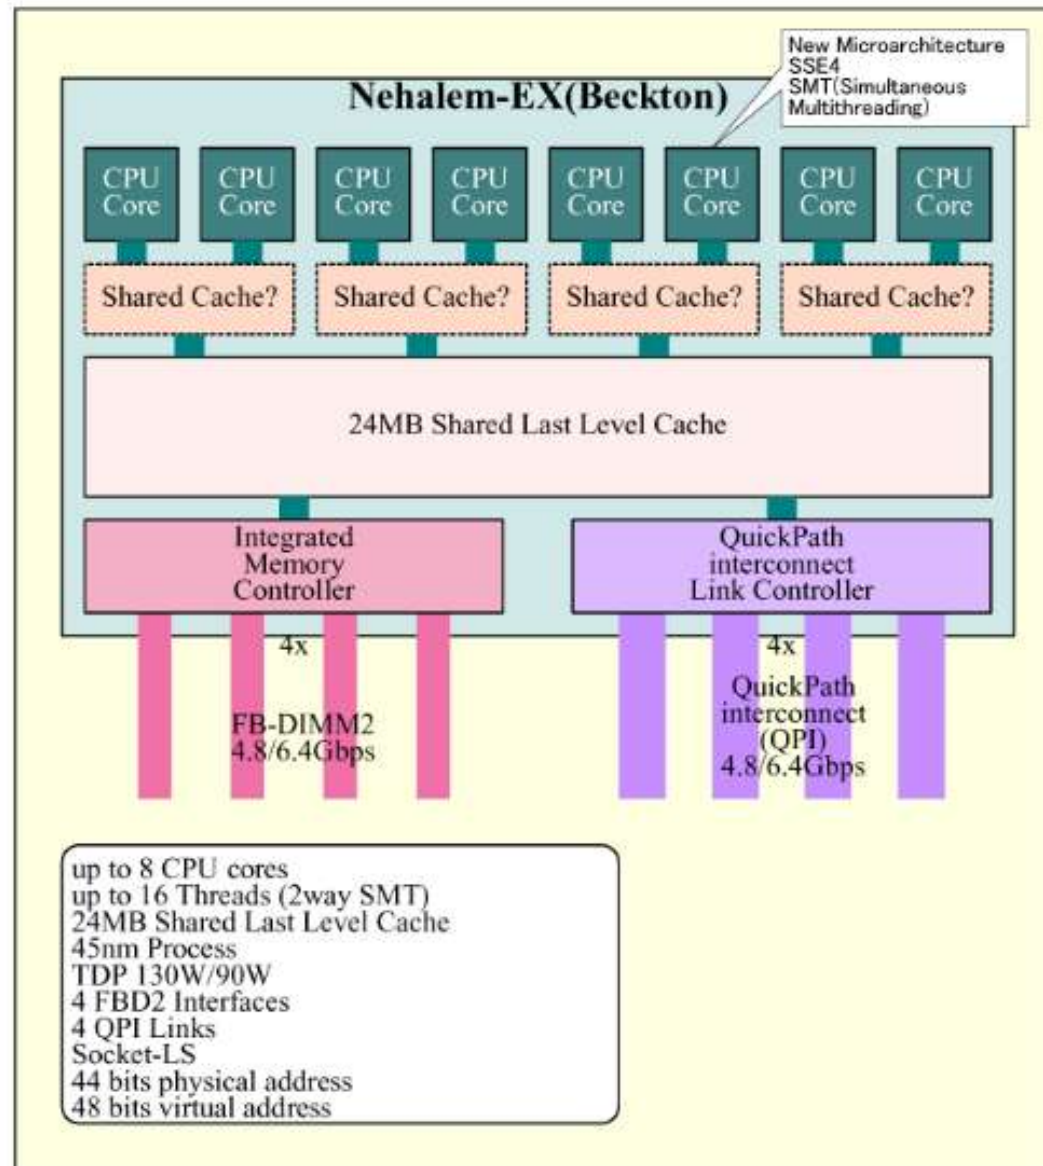 New Microarchitecture
SSE4
SMT(Simultaneous
Multithreading)
Nehalem-EX(Beckton)
CPU
Core
CPU
Core
CPU
Core
CPU
Core
CPU
Core
CPU
Core
CPU
Core
CPU
Core
Shared Cache?
Shared Cache?
Shared Cache?
Shared Cache?
24MB Shared Last Level Cache
Integrated
Memory
Controller
QuickPath
interconnect
Link Controller
4x
FB-DIMM2
4.8/6.4Gbps
4x
QuickPath
interconnect
(QPI)
4.8/6.4Gbps
up to 8 CPU cores
up to 16 Threads (2way SMT)
24MB Shared Last Level Cache
45nm Process
TDP 130W/90W
4 FBD2 Interfaces
4 QPI Links
Socket-LS
44 bits physical address
48 bits virtual address